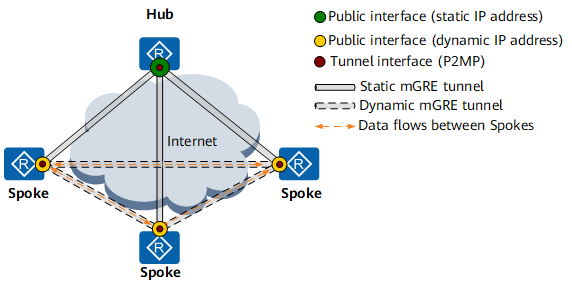 Hub
R
Internet
R
Spoke
R
Spoke
R
Spoke
Public interface (static IP address)
Public interface (dynamic IP address)
Tunnel interface (P2MP)
Static mGRE tunnel
Dynamic mGRE tunnel
Data flows between Spokes